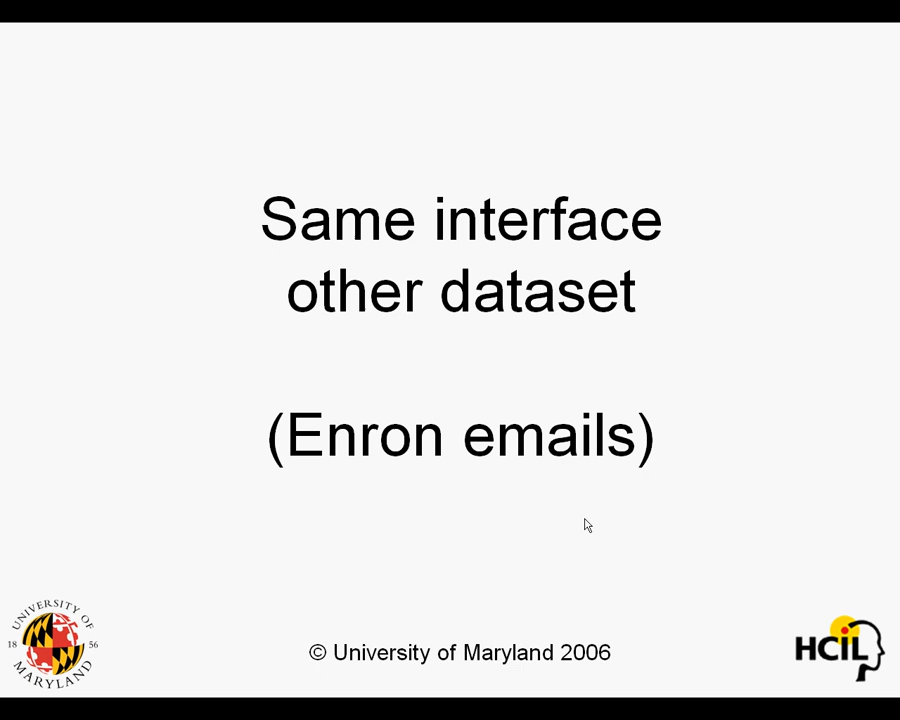 Same interface
other dataset
(Enron emails)
UNIVERSITY OF
18 56
MARYLAND
© University of Maryland 2006
HCIL